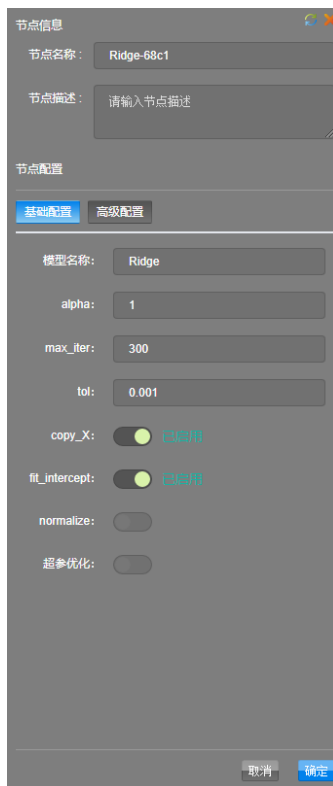 节点信息
节点名称： Ridge-68c1
节点描述： 请输入节点描述
节点配置
基础配置 高级配置
模型名称： Ridge
alpha： 1
max_iter： 300
tol： 0.001
copy_X： 已启用
fit_intercept： 已启用
normalize：
超参优化：
取消 确定